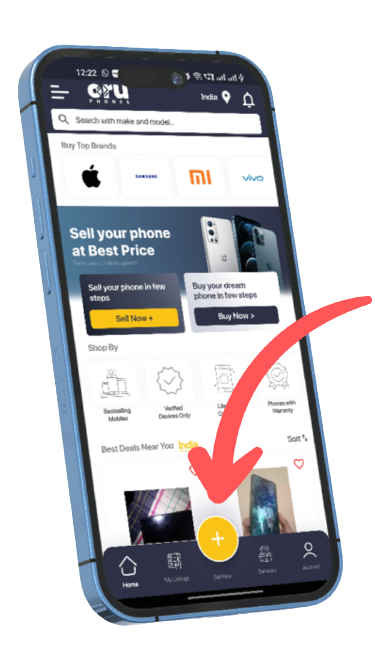 12:22
oru
PHONES
India
Search with make and model..
Buy Top Brands
SAMSUNG
mi
vivo
Sell your phone
at Best Price
Sell your phone in few
steps
Sell Now +
Buy your dream
phone in few steps
Buy Now >
Shop By
Bestselling
Mobiles
Verified
Devices Only
Phones with
Warranty
Best Deals Near You India
Sort
Home
My Listings
Sell Now
Services
Account